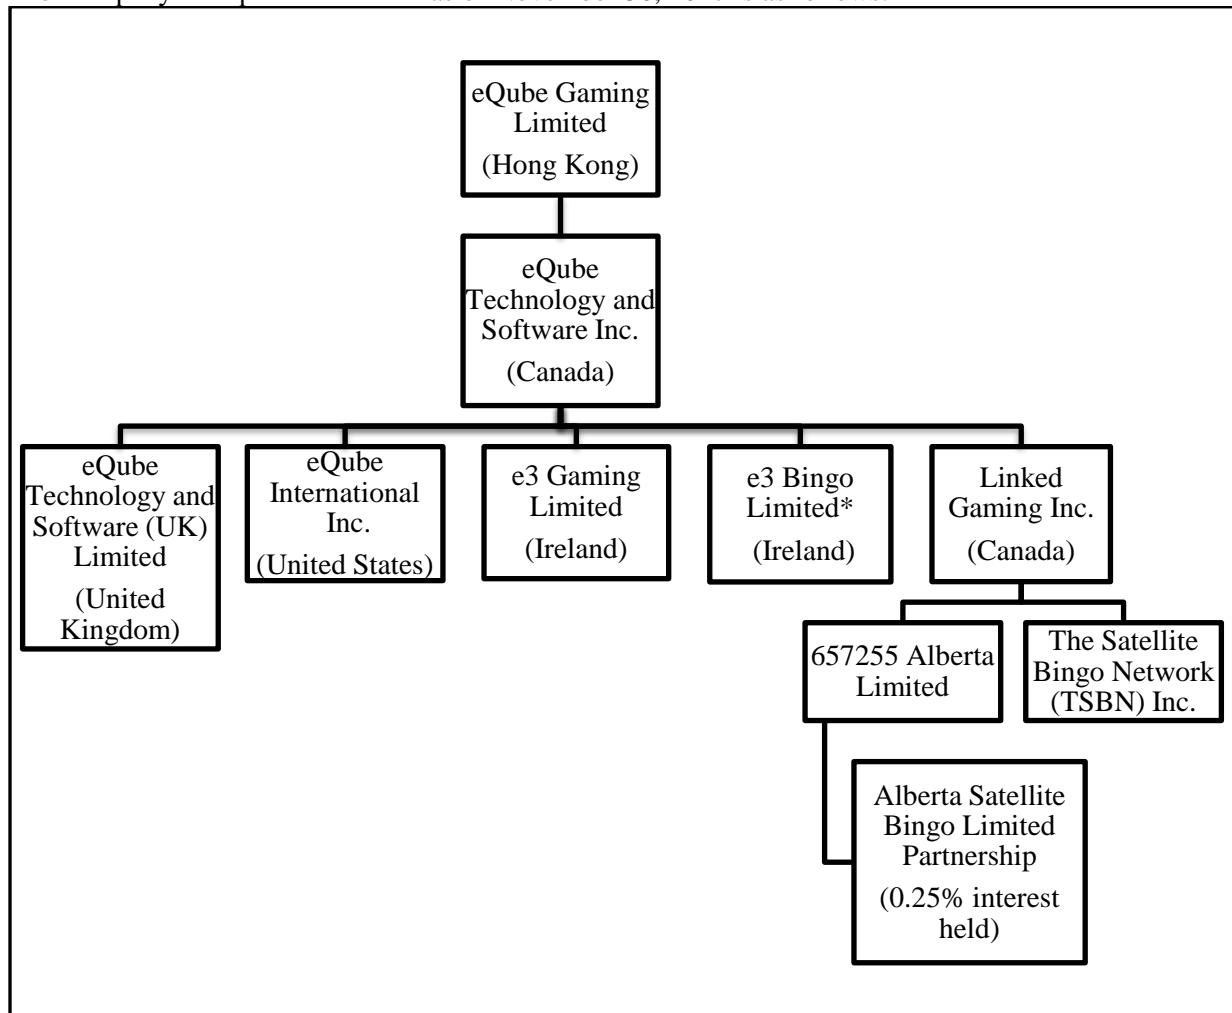 eQube Gaming
Limited
(Hong Kong)
eQube
Technology and
Software Inc.
(Canada)
eQube
Technology and
Software (UK)
Limited
(United
Kingdom)
eQube
International
Inc.
(United States)
e3 Gaming
Limited
(Ireland)
e3 Bingo
Limited*
(Ireland)
Linked
Gaming Inc.
(Canada)
657255 Alberta
Limited
The Satellite
Bingo Network
(TSBN) Inc.
Alberta Satellite
Bingo Limited
Partnership
(0.25% interest
held)